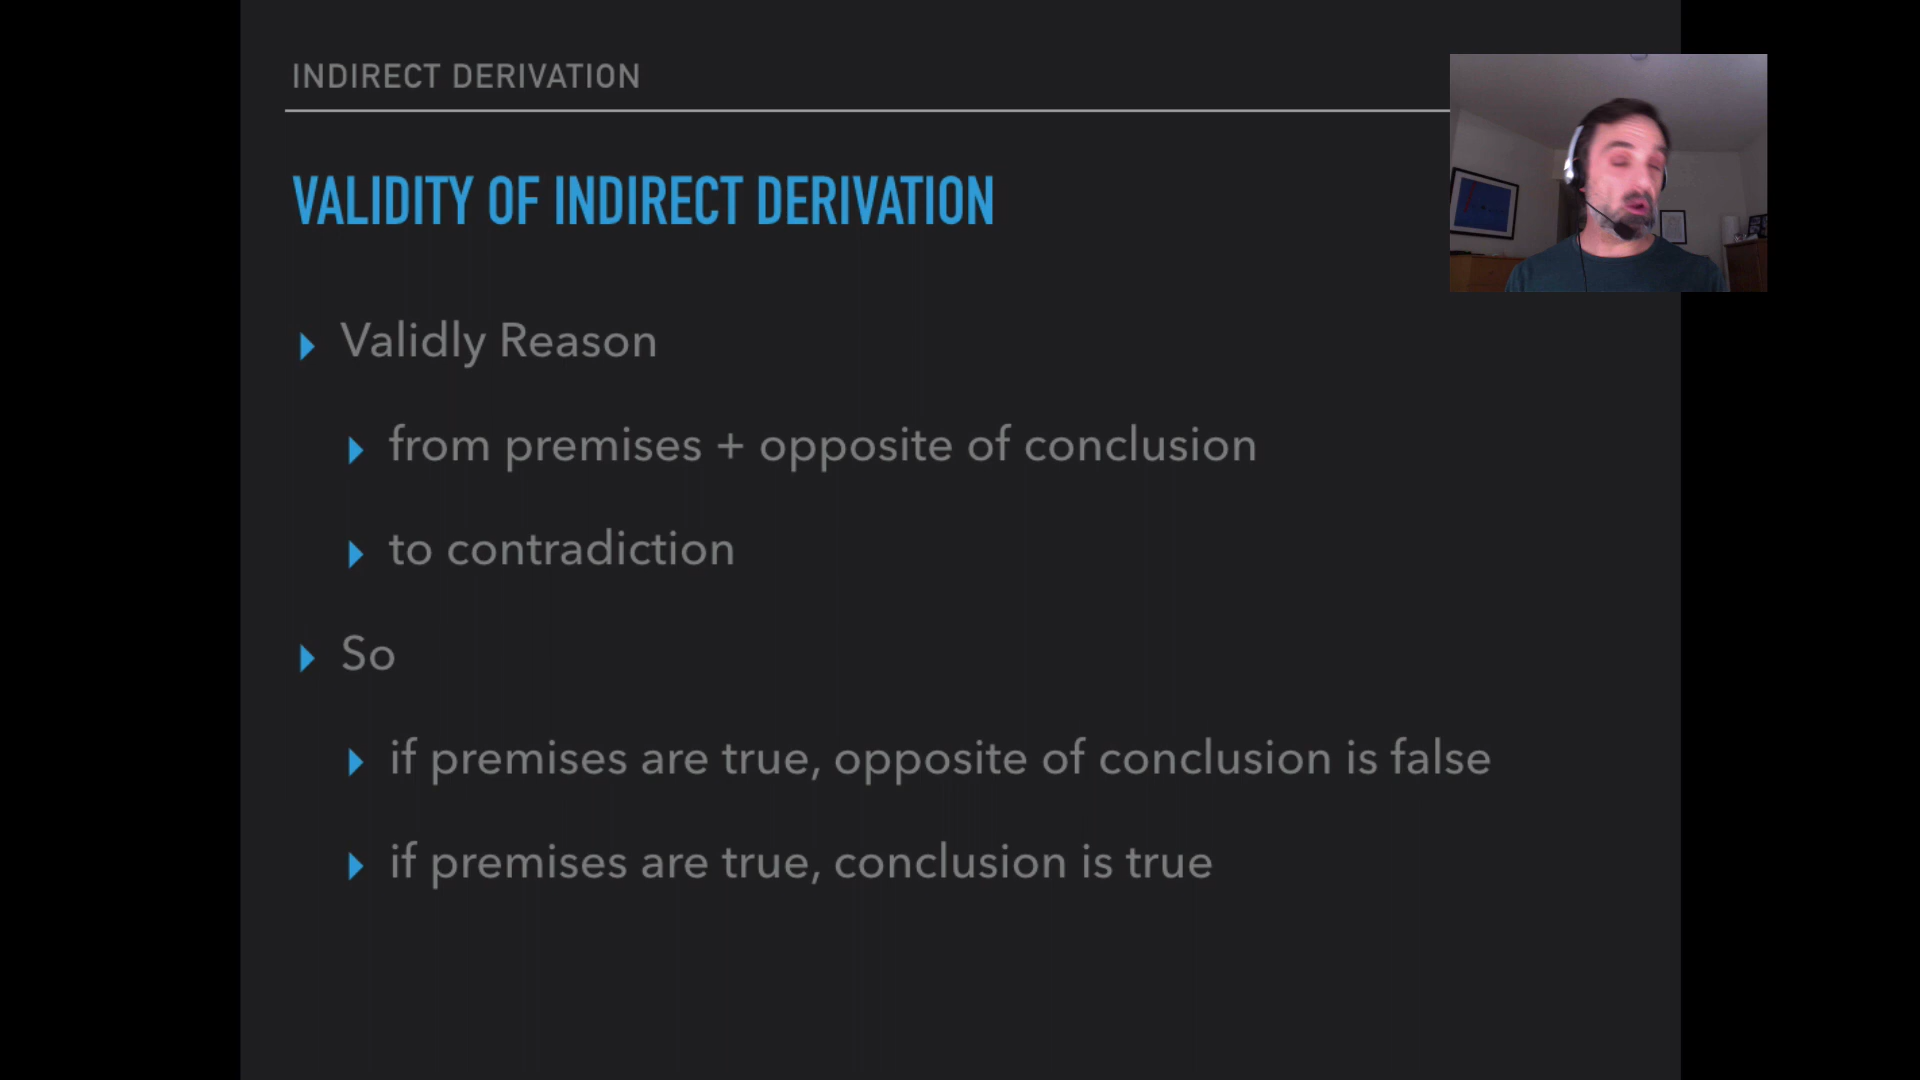 INDIRECT DERIVATION
VALIDITY OF INDIRECT DERIVATION
Validly Reason
from premises + opposite of conclusion
to contradiction
So
if premises are true, opposite of conclusion is false
if premises are true, conclusion is true